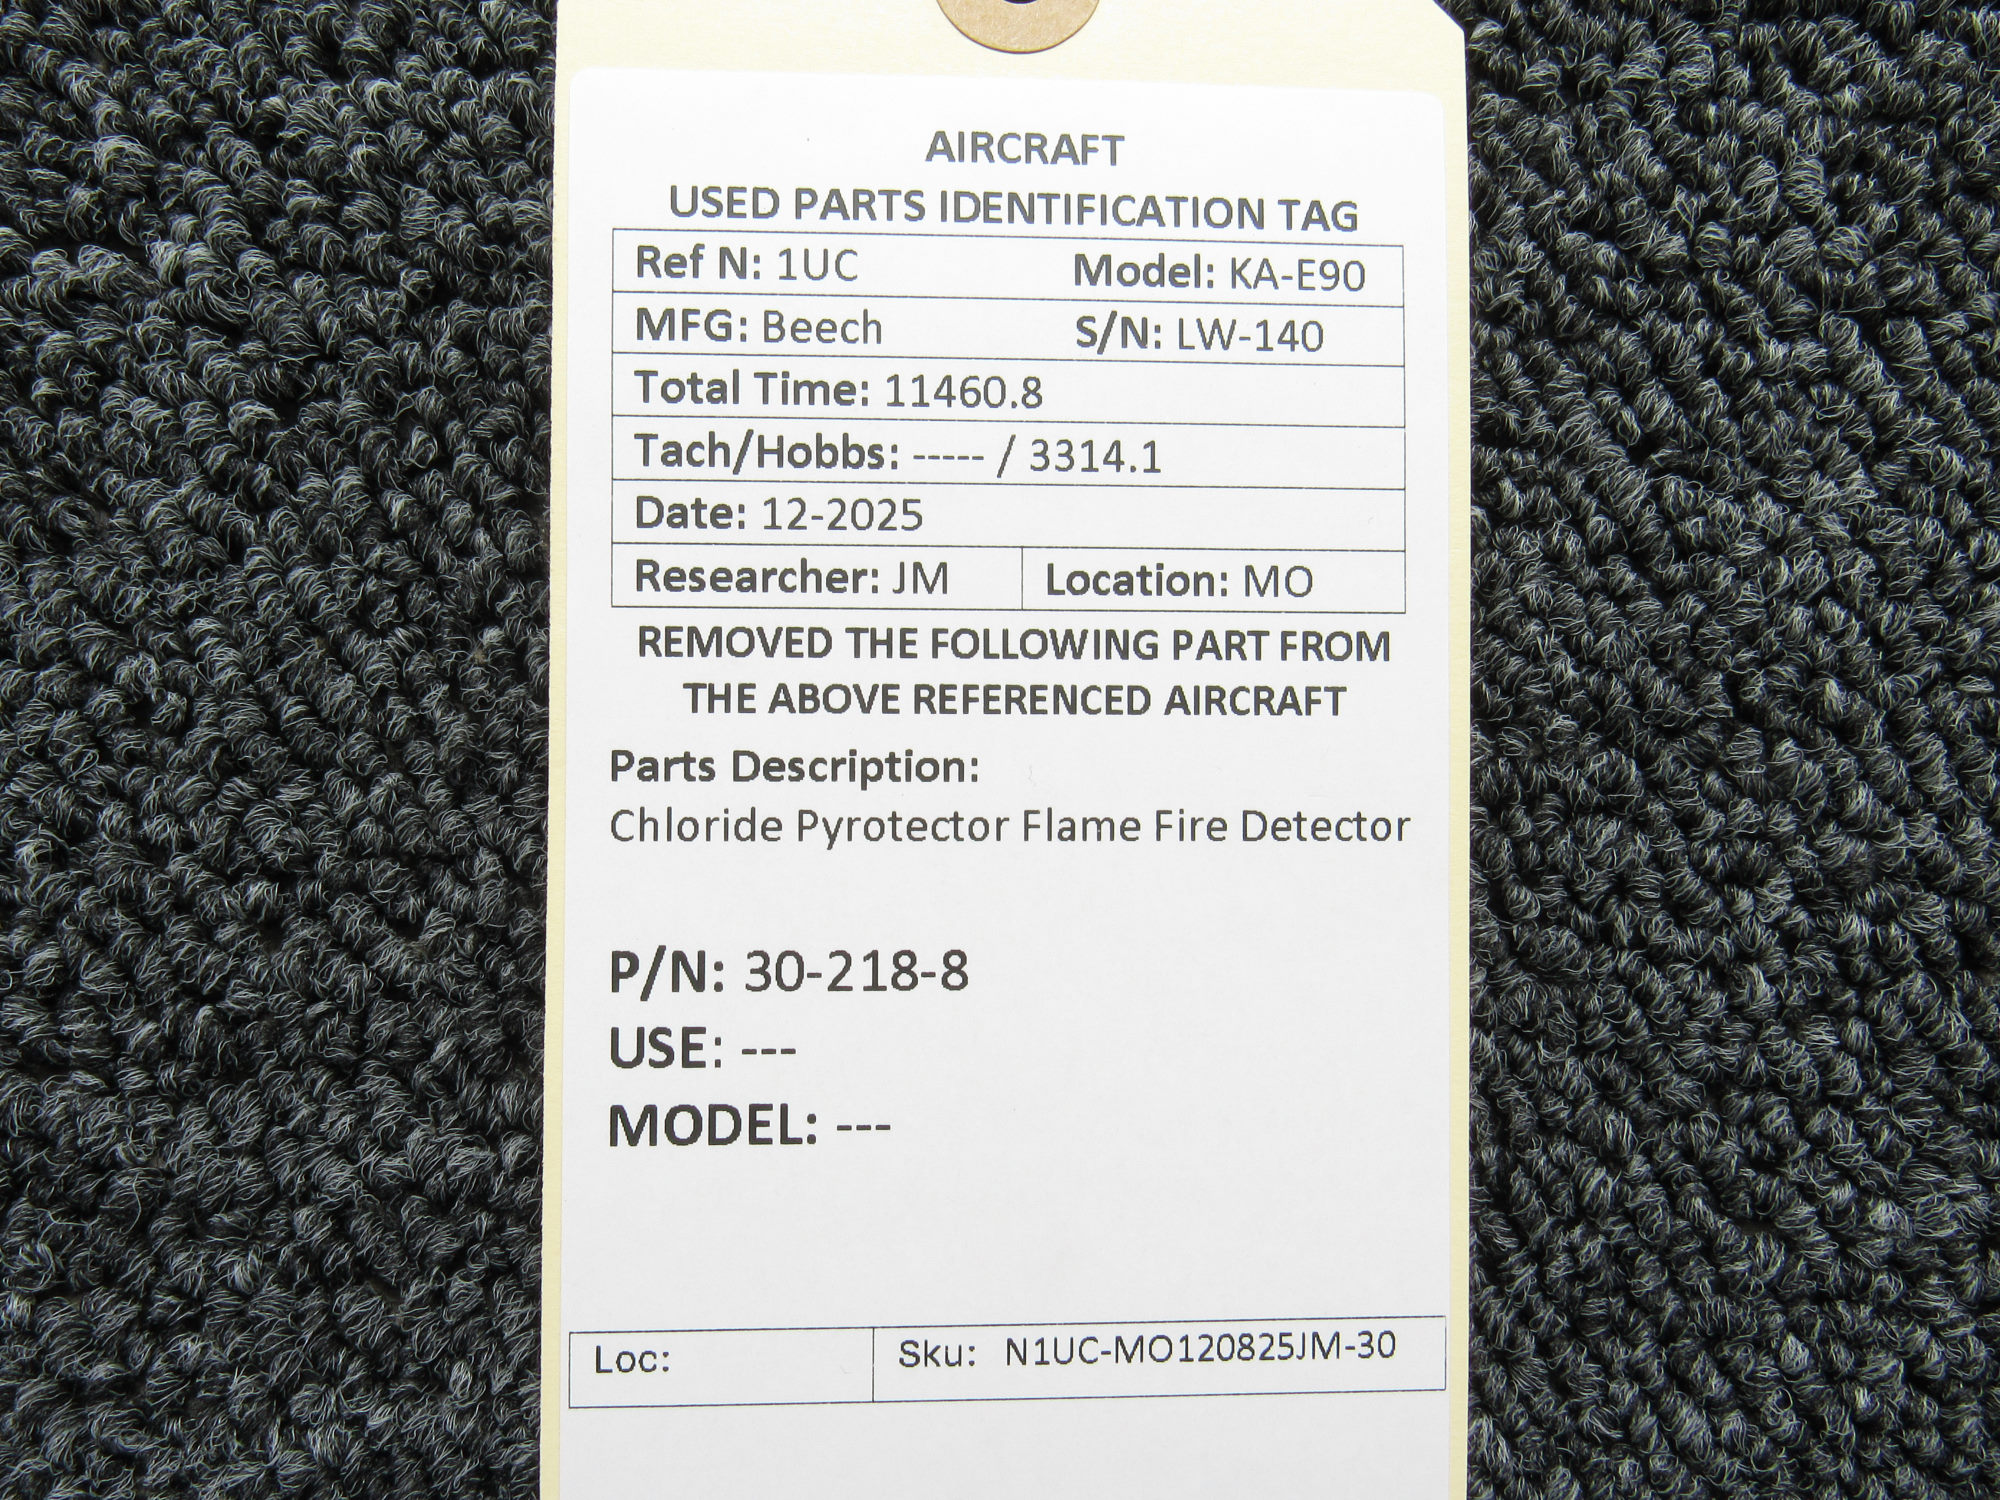 AIRCRAFT
USED PARTS IDENTIFICATION TAG
Ref N: 1UC Model: KA-E90
MFG: Beech S/N: LW-140
Total Time: 11460.8
Tach/Hobbs: ----- / 3314.1
Date: 12-2025
Researcher: JM Location: MO
REMOVED THE FOLLOWING PART FROM
THE ABOVE REFERENCED AIRCRAFT
Parts Description:
Chloride Pyrotector Flame Fire Detector
P/N: 30-218-8
USE: ---
MODEL: ---
Loc: Sku: N1UC-MO120825JM-30